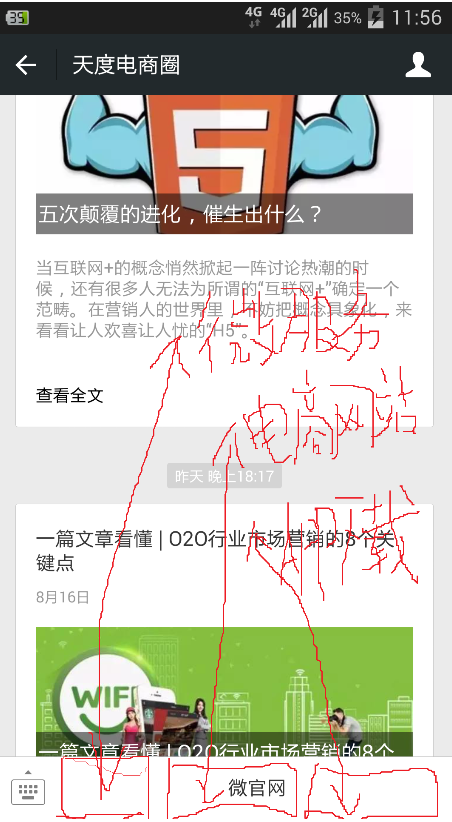 35 4G 4G 2G 35% 11:56
天度电商圈
5
五次颠覆的进化，催生出什么？
当互联网+的概念悄然掀起一阵讨论热潮的时
候，还有很多人无法为所谓的“互联网+”确定一个
范畴。在营销人的世界里，不妨把概念具象化，来
看看让人欢喜让人忧的“H5”。
微服务
查看全文
电商网站
昨天 晚上18:17
APP下载
一篇文章看懂 | O2O行业市场营销的8个关
键点
8月16日
WIFI
一篇文章看懂 | O2O行业市场营销的8个
微官网